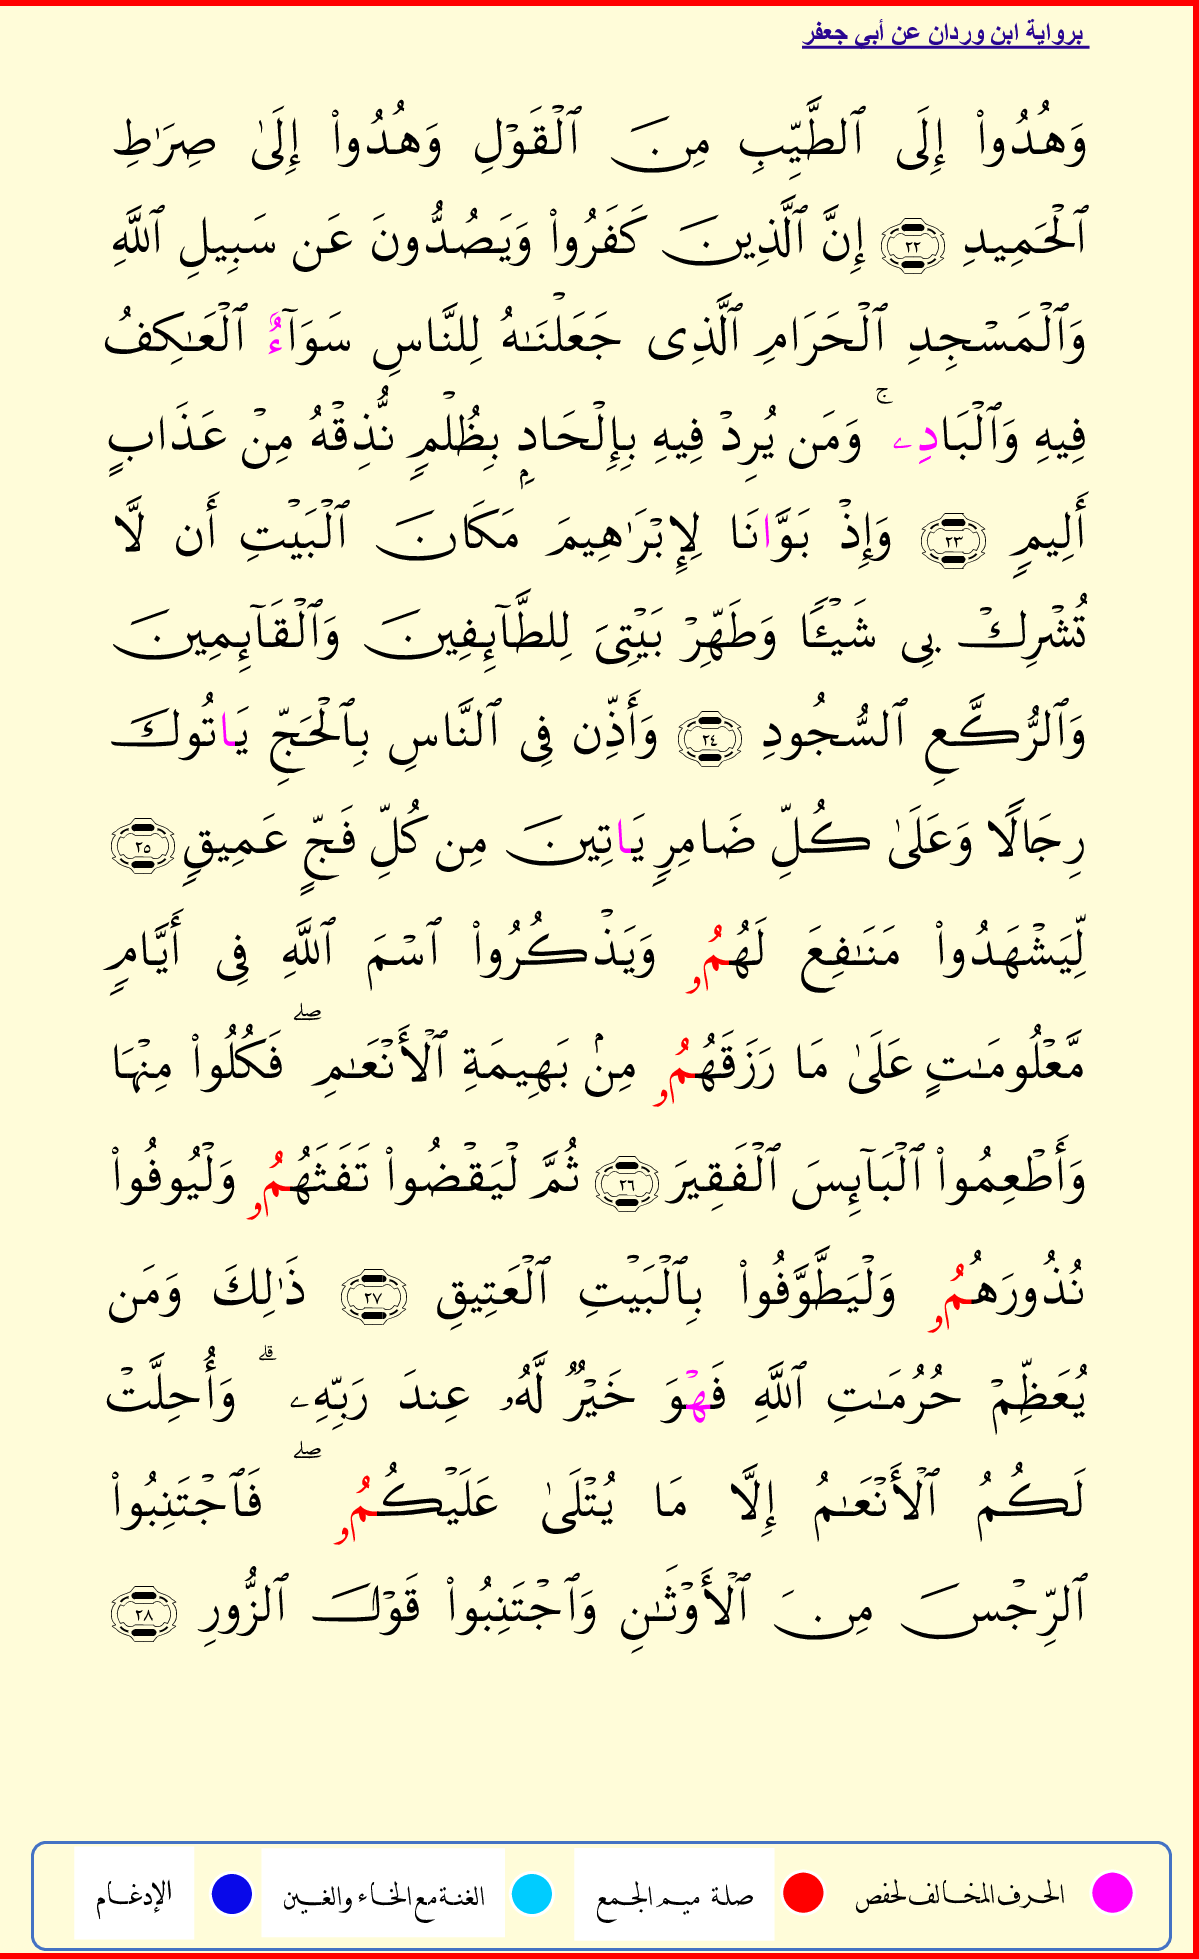 برواية ابن وردان عن أبي جعفر
وَهُدُوٓاْ إِلَى ٱلطَّيِّبِ مِنَ ٱلْقَوْلِ وَهُدُوٓاْ إِلَىٰ صِرَٰطِ
ٱلْحَمِيدِ ٢٢ إِنَّ ٱلَّذِينَ كَفَرُواْ وَيَصُدُّونَ عَن سَبِيلِ ٱللَّهِ
وَٱلْمَسْجِدِ ٱلْحَرَامِ ٱلَّذِى جَعَلْنَـٰهُ لِلنَّاسِ سَوَآءٌ ٱلْعَـٰكِفُ
فِيهِ وَٱلْبَادِۦ ۚ وَمَن يُرِدْ فِيهِ بِإِلْحَادٍۭ بِظُلْمٍ نُّذِقْهُ مِنْ عَذَابٍ
أَلِيمٍ ٢٣ وَإِذْ بَوَّانَا لِإِبْرَٰهِيمَ مَكَانَ ٱلْبَيْتِ أَن لَّا
تُشْرِكْ بِى شَيْـًٔا وَطَهِّرْ بَيْتِىَ لِلطَّآئِفِينَ وَٱلْقَآئِمِينَ
وَٱلرُّكَّعِ ٱلسُّجُودِ ٢٤ وَأَذِّن فِى ٱلنَّاسِ بِٱلْحَجِّ يَاتُوكَ
رِجَالًا وَعَلَىٰ كُلِّ ضَامِرٍ يَاتِينَ مِن كُلِّ فَجٍّ عَمِيقٍ ٢٥
لِّيَشْهَدُواْ مَنَـٰفِعَ لَهُمُۥ وَيَذْكُرُواْ ٱسْمَ ٱللَّهِ فِى أَيَّامٍ
مَّعْلُومَـٰتٍ عَلَىٰ مَا رَزَقَهُمُۥ مِنۢ بَهِيمَةِ ٱلْأَنْعَـٰمِ ۖ فَكُلُواْ مِنْهَا
وَأَطْعِمُواْ ٱلْبَآئِسَ ٱلْفَقِيرَ ٢٦ ثُمَّ لْيَقْضُواْ تَفَثَهُمُۥ وَلْيُوفُواْ
نُذُورَهُمُۥ وَلْيَطَّوَّفُواْ بِٱلْبَيْتِ ٱلْعَتِيقِ ٢٧ ذَٰلِكَ وَمَن
يُعَظِّمْ حُرُمَـٰتِ ٱللَّهِ فَهْوَ خَيْرٌ لَّهُۥ عِندَ رَبِّهِۦ ۗ وَأُحِلَّتْ
لَكُمُ ٱلْأَنْعَـٰمُ إِلَّا مَا يُتْلَىٰ عَلَيْكُمُۥ ۖ فَٱجْتَنِبُواْ
ٱلرِّجْسَ مِنَ ٱلْأَوْثَـٰنِ وَٱجْتَنِبُواْ قَوْلَ ٱلزُّورِ ٢٨
الحرف المخالف لحفص صلة ميم الجمع الغنة مع الخاء والغين الإدغام